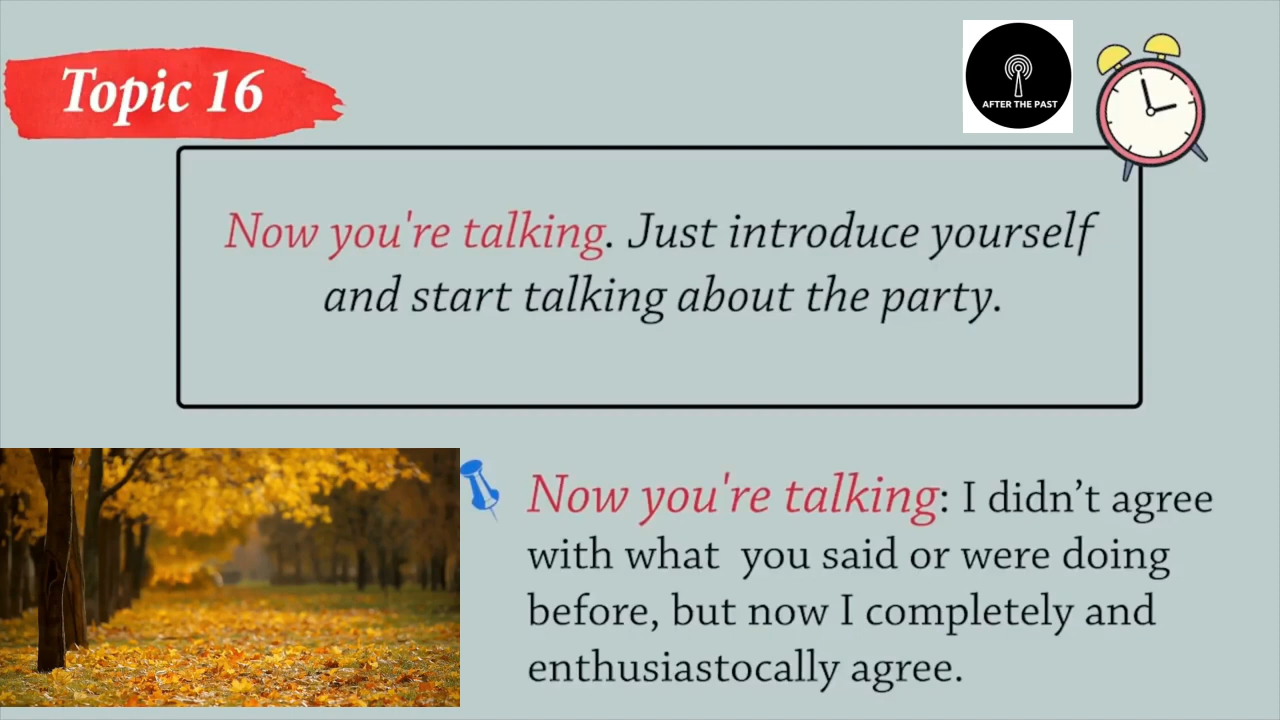 Topic 16
AFTER THE PAST
Now you're talking. Just introduce yourself
and start talking about the party.
Now you're talking: I didn’t agree
with what you said or were doing
before, but now I completely and
enthusiastocally agree.